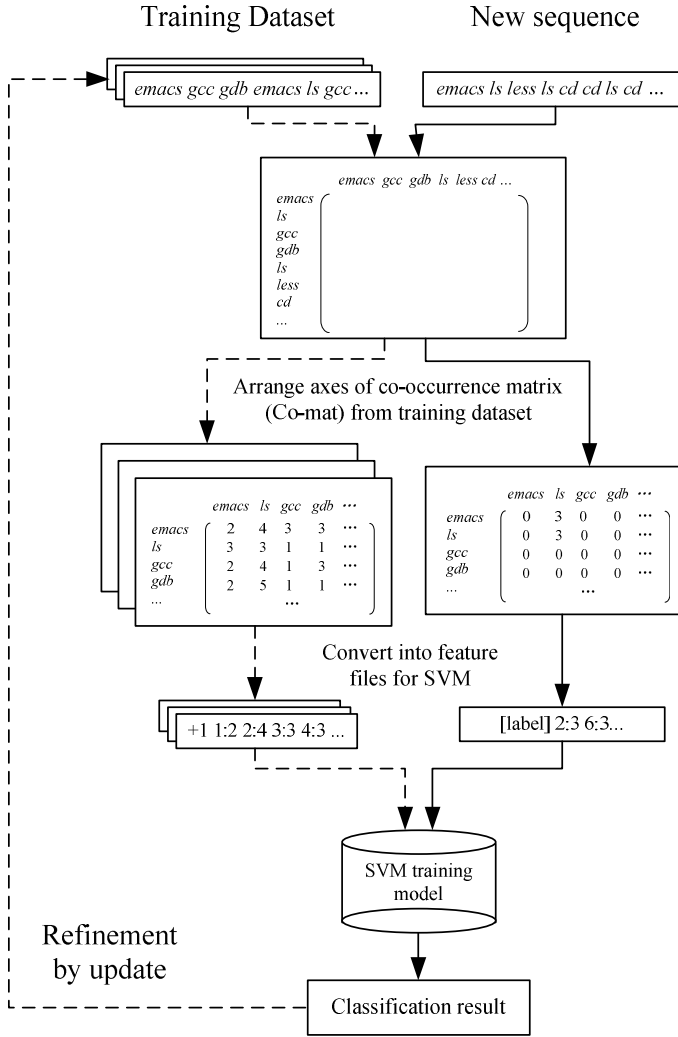 Training Dataset
New sequence
emacs gcc gdb emacs ls gcc ...
emacs ls less ls cd cd ls cd ...
emacs gcc gdb ls less cd ...
emacs
ls
gcc
gdb
ls
less
cd
...
Arrange axes of co-occurrence matrix
(Co-mat) from training dataset
emacs ls gcc gdb ...
emacs 2 4 3 3 ...
ls 3 3 1 1 ...
gcc 2 4 1 3 ...
gdb 2 5 1 1 ...
... ...
emacs ls gcc gdb ...
emacs 0 3 0 0 ...
ls 0 3 0 0 ...
gcc 0 0 0 0 ...
gdb 0 0 0 0 ...
... ...
Convert into feature
files for SVM
+1 1:2 2:4 3:3 4:3 ...
[label] 2:3 6:3...
SVM training
model
Refinement
by update
Classification result